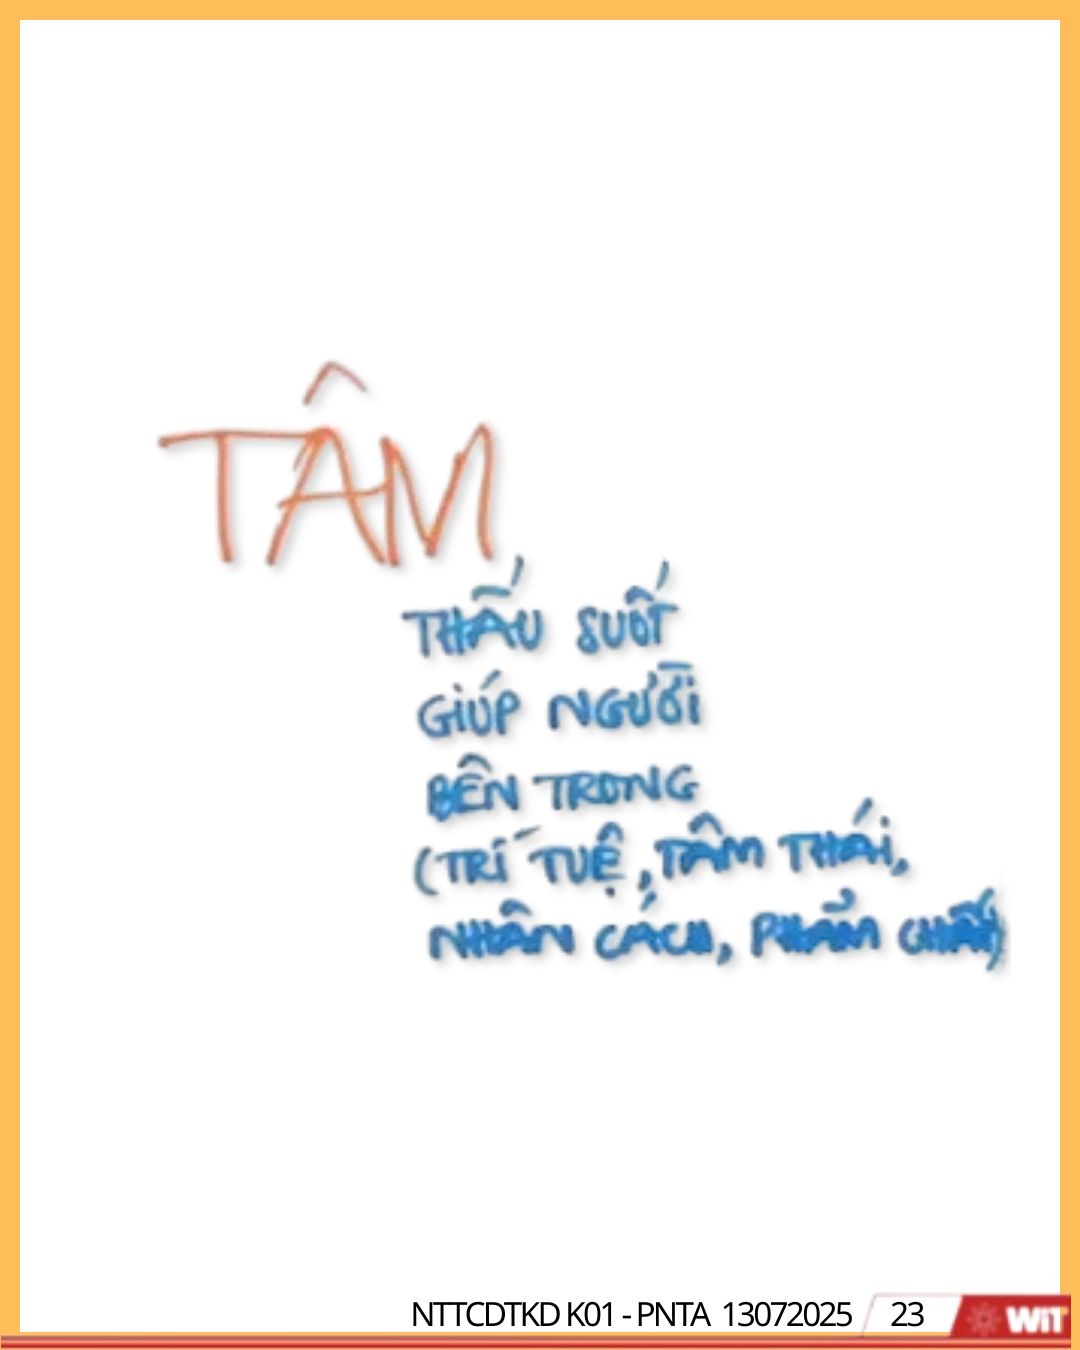 TÂM
THẤU SUỐT
GIÚP NGƯỜI
BÊN TRONG
(TRÍ TUỆ, TÂM THÁI,
NHÂN CÁCH, PHẨM CHẤT)
NTTCDTKD K01 - PNTA 13072025 23 WiT